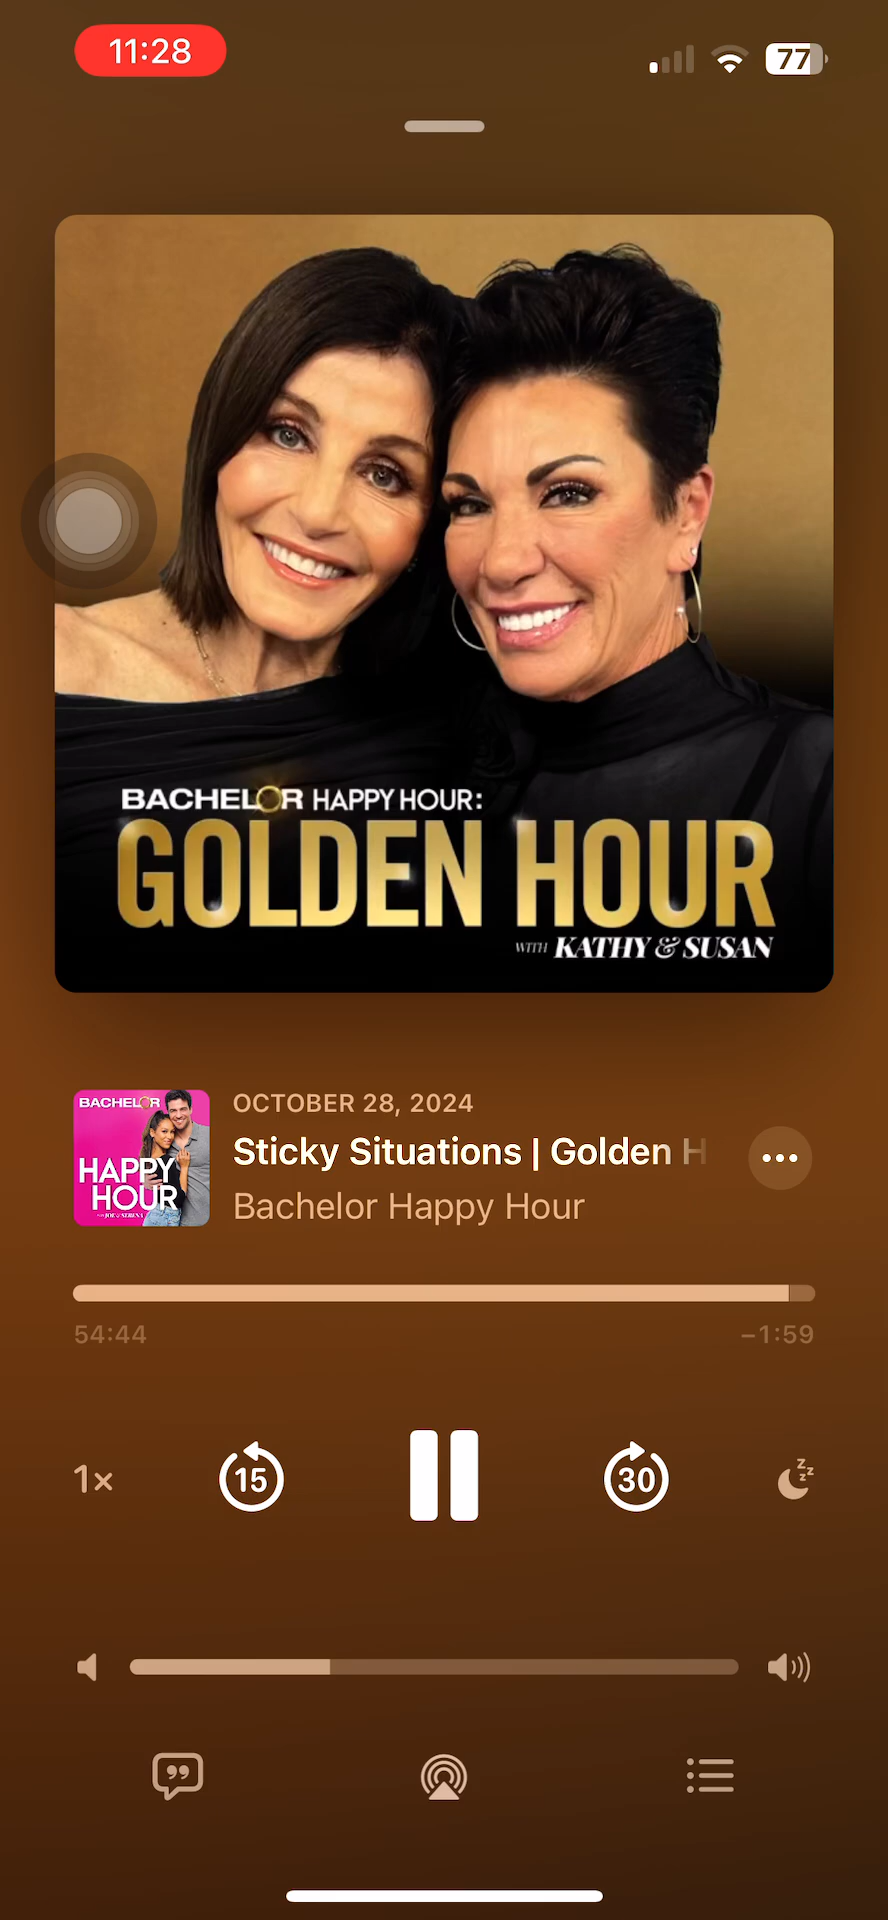 11:28
77
BACHELOR HAPPY HOUR:
GOLDEN HOUR
WITH KATHY & SUSAN
BACHELOR
HAPPY
HOUR
OCTOBER 28, 2024
Sticky Situations | Golden H
Bachelor Happy Hour
54:44
−1:59
1×
15
30
zzz